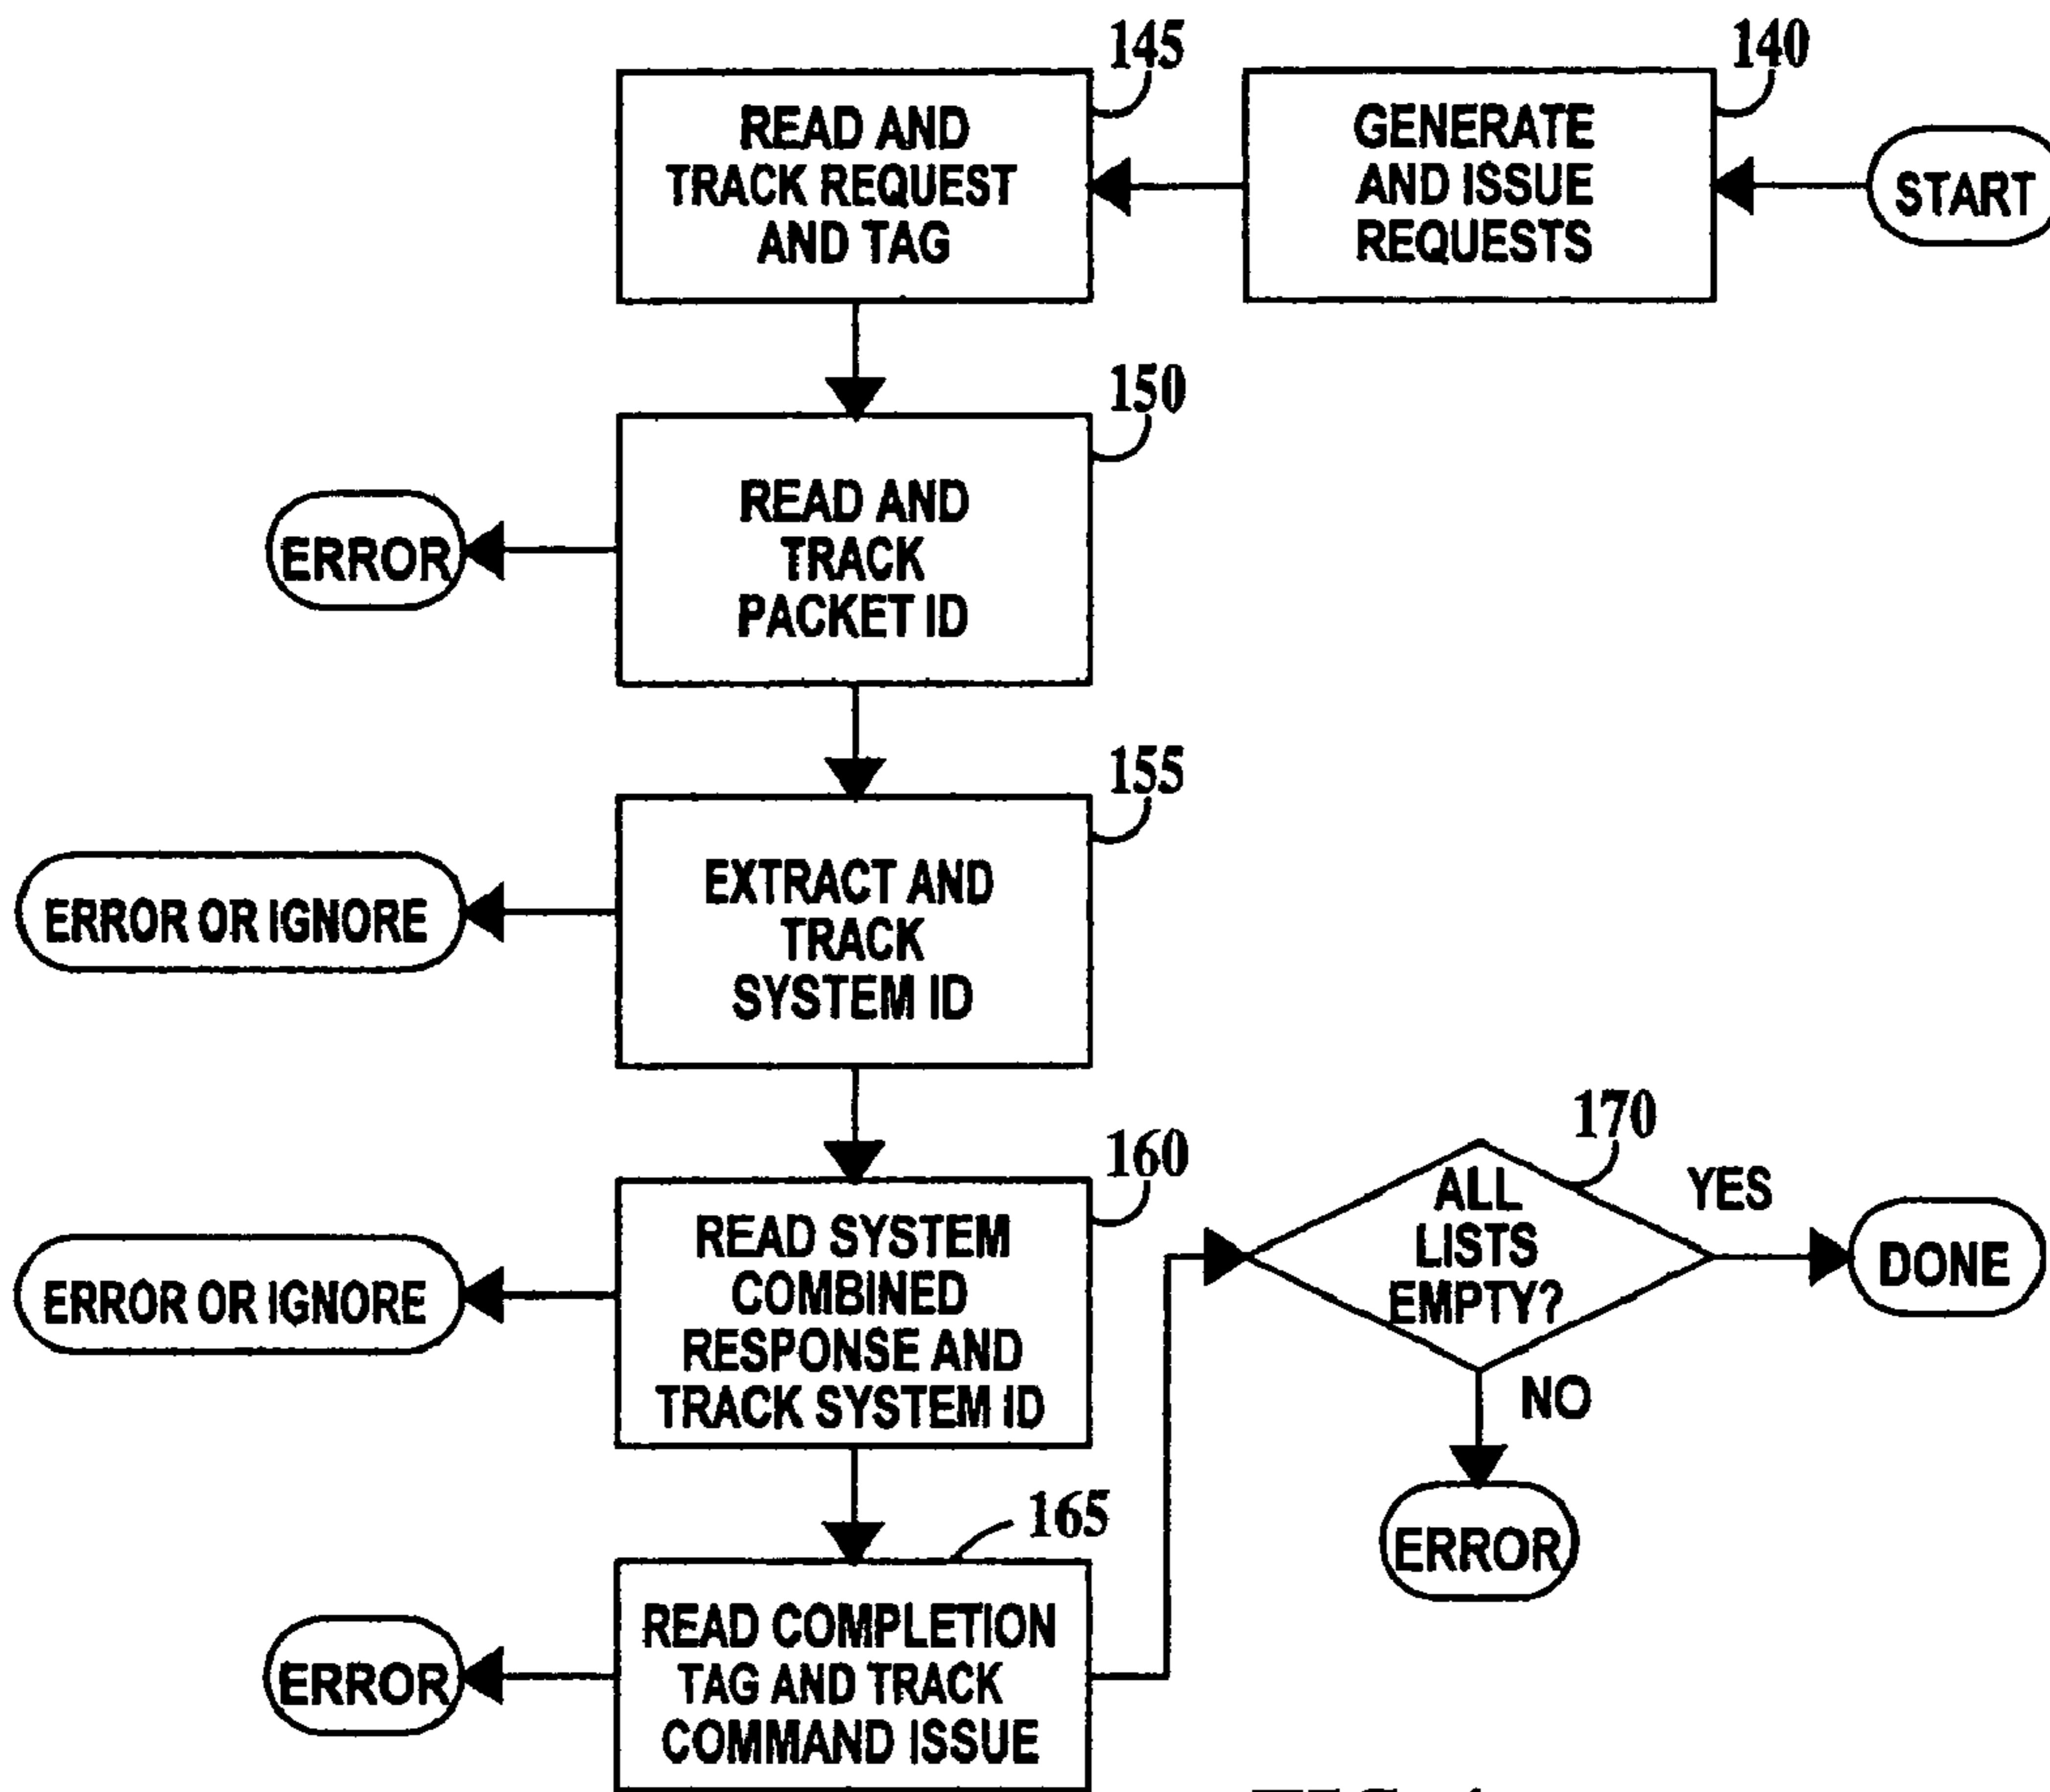 145
140
READ AND
TRACK REQUEST
AND TAG
GENERATE
AND ISSUE
REQUESTS
START
150
READ AND
TRACK
PACKET ID
ERROR
155
EXTRACT AND
TRACK
SYSTEM ID
ERROR OR IGNORE
160
READ SYSTEM
COMBINED
RESPONSE AND
TRACK SYSTEM ID
ERROR OR IGNORE
170
ALL
LISTS
EMPTY?
YES
DONE
NO
ERROR
165
READ COMPLETION
TAG AND TRACK
COMMAND ISSUE
ERROR